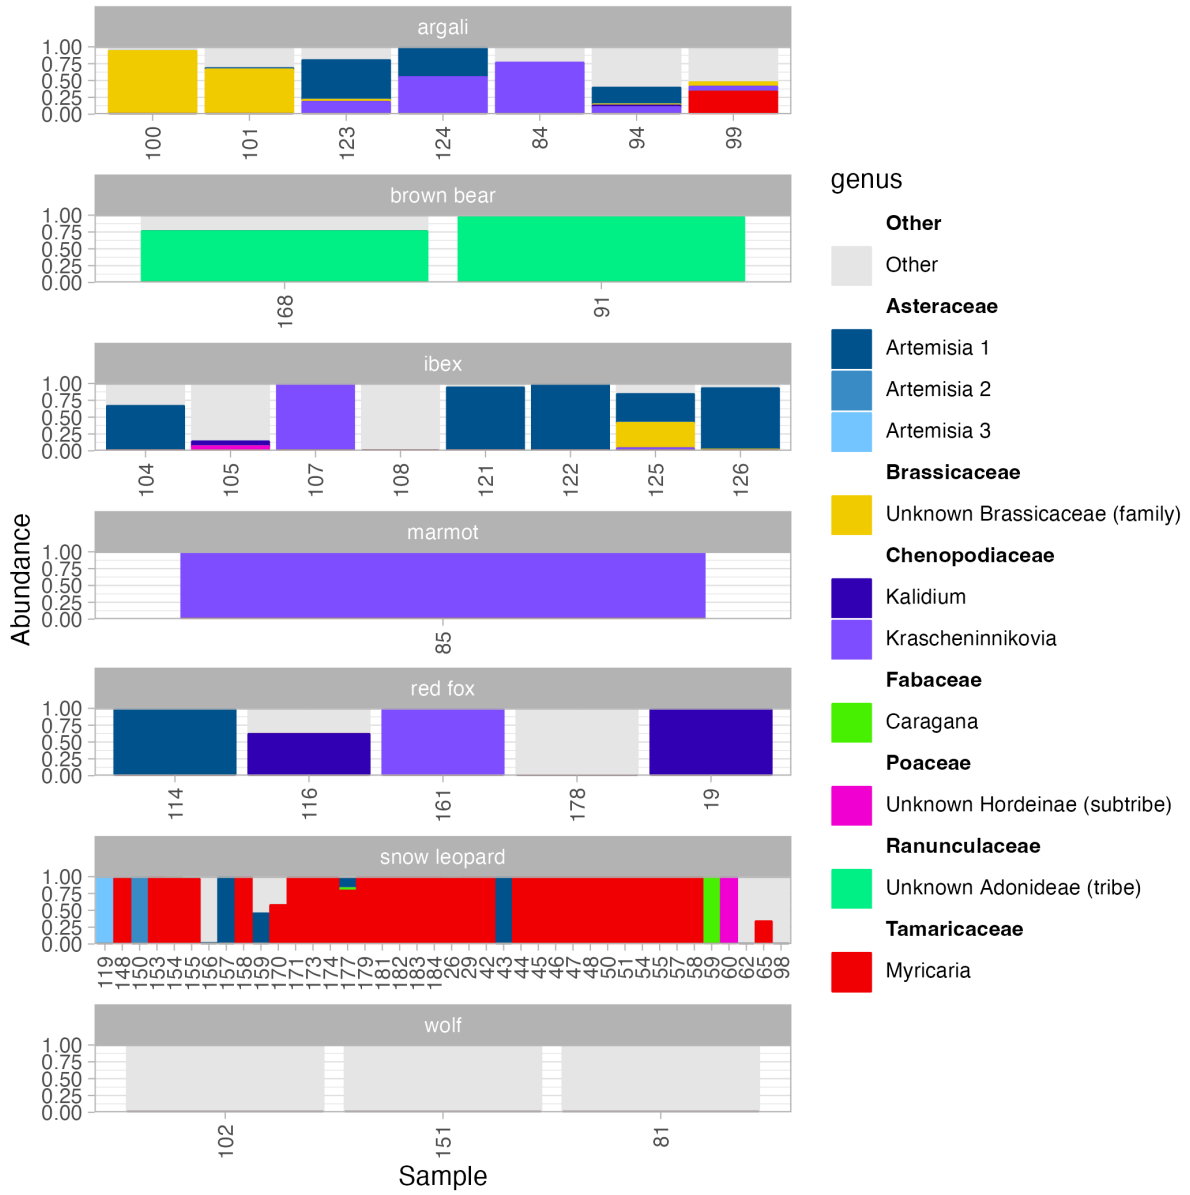 argali
1.00
0.75
0.50
0.25
0.00
100 101 123 124 84 94 99
brown bear
1.00
0.75
0.50
0.25
0.00
168 91
ibex
1.00
0.75
0.50
0.25
0.00
104 105 107 108 121 122 125 126
marmot
1.00
0.75
0.50
0.25
0.00
85
red fox
1.00
0.75
0.50
0.25
0.00
114 116 161 178 19
snow leopard
1.00
0.75
0.50
0.25
0.00
119 148 150 153 154 155 156 157 158 159 170 171 173 174 177 179 181 182 183 184 26 29 42 43 44 45 46 47 48 50 51 54 55 57 58 59 60 62 65 98
wolf
1.00
0.75
0.50
0.25
0.00
102 151 81
Sample
Abundance
genus
Other
Other
Asteraceae
Artemisia 1
Artemisia 2
Artemisia 3
Brassicaceae
Unknown Brassicaceae (family)
Chenopodiaceae
Kalidium
Krascheninnikovia
Fabaceae
Caragana
Poaceae
Unknown Hordeinae (subtribe)
Ranunculaceae
Unknown Adonideae (tribe)
Tamaricaceae
Myricaria